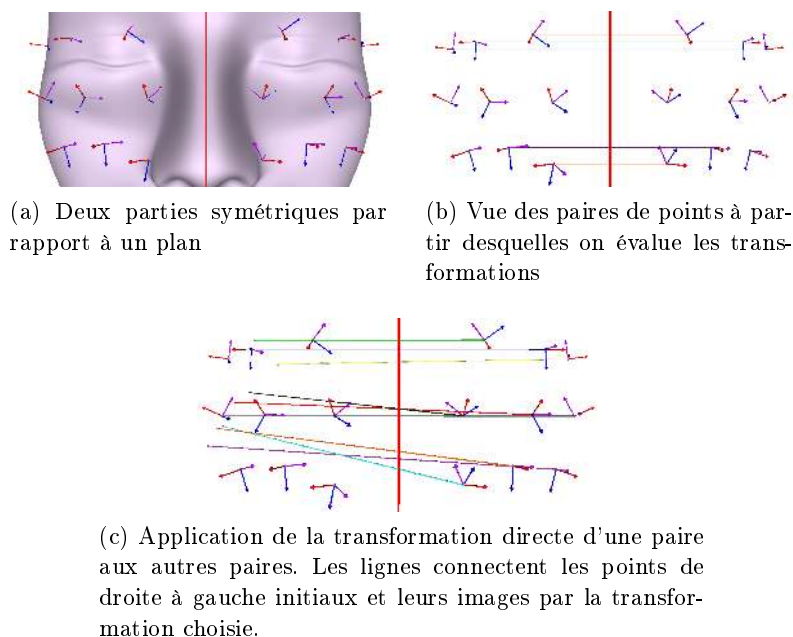 (a) Deux parties symétriques par
rapport à un plan
(b) Vue des paires de points à par-
tir desquelles on évalue les trans-
formations
(c) Application de la transformation directe d'une paire
aux autres paires. Les lignes connectent les points de
droite à gauche initiaux et leurs images par la transfor-
mation choisie.